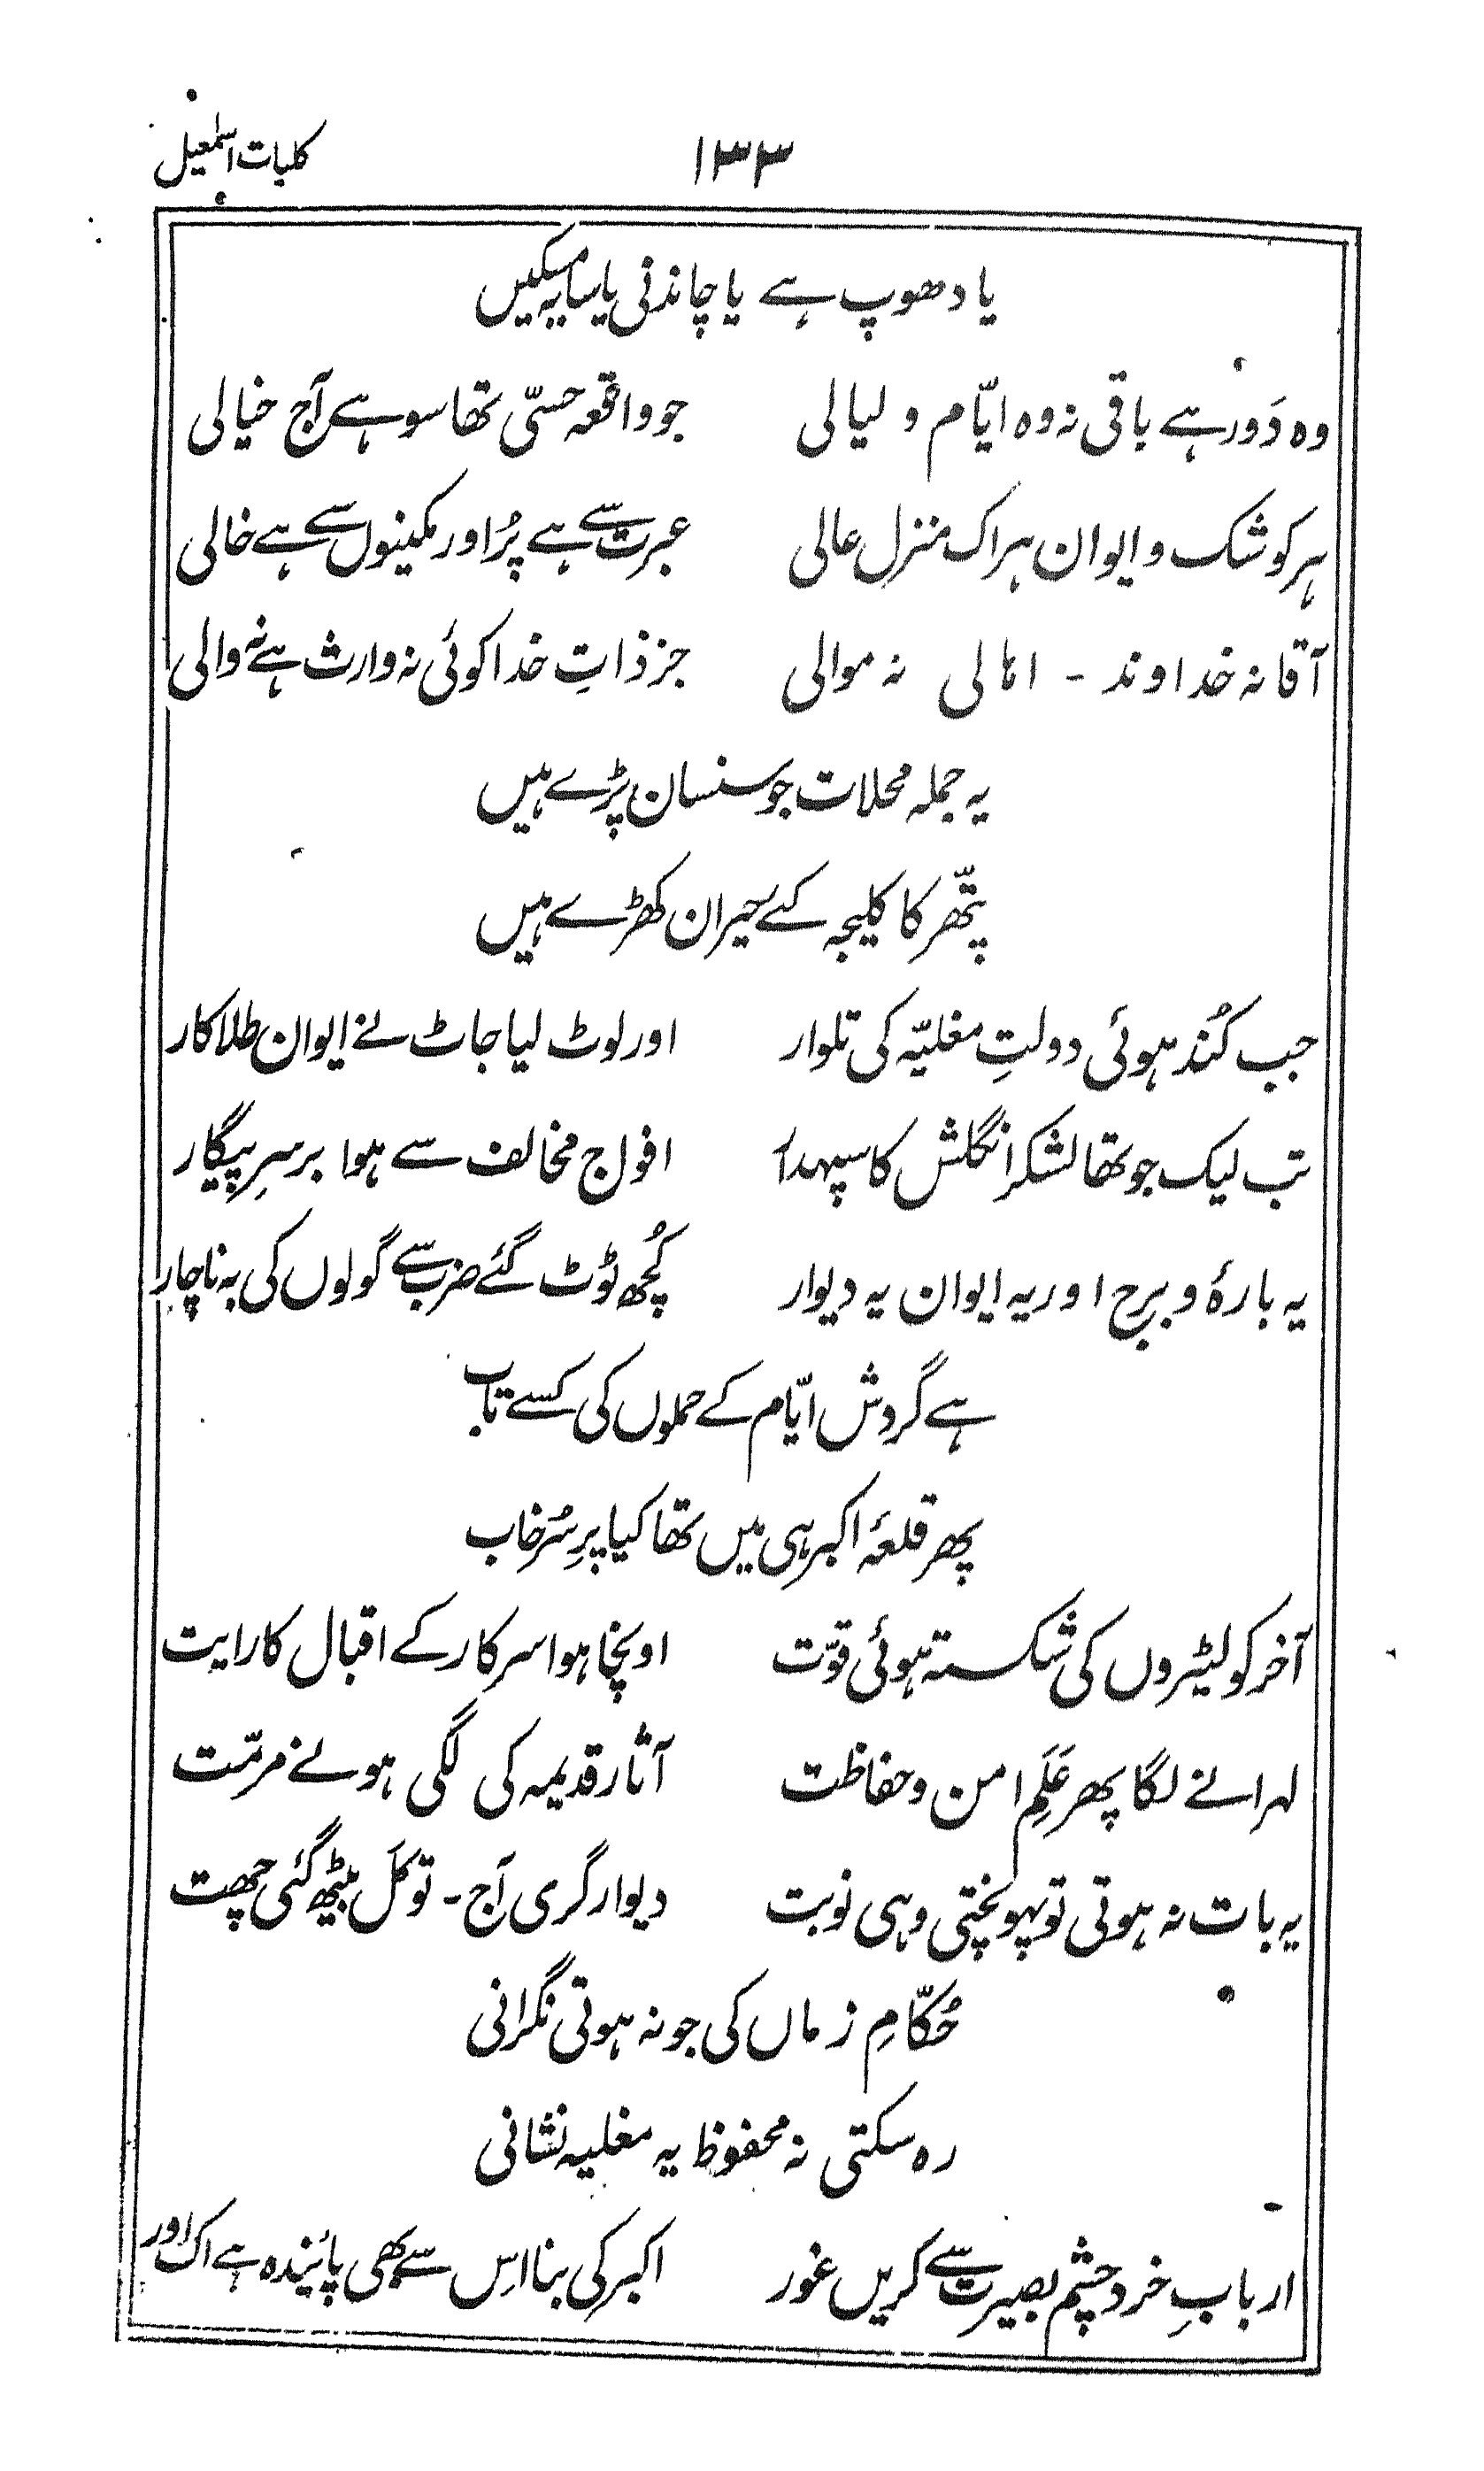 ۱۳۳ کلیات اسمٰعیل
یا دھوپ ہے یا چاندنی یا سایہ مسکیں
وہ دَور ہے باقی نہ وہ ایّام و لیالی جو واقعہ حسّی تھا سو ہے آج خیالی
ہر کوشک و ایوان ہر اک منزلِ عالی عبرت سے ہے پُر اور مکینوں سے ہے خالی
آقا نہ خداوند - اہالی نہ موالی جز ذاتِ خدا کوئی نہ وارث ہے نہ والی
یہ جملہ محلات جو سنسان پڑے ہیں
پتّھر کا کلیجہ کئے حیران کھڑے ہیں
جب کُند ہوئی دولتِ مغلیّہ کی تلوار اور لوٹ لیا جاٹ نے ایوان طلاکار
تب لیک جو تھا لشکر انگلش کا سپہدار افواج مخالف سے ہوا برسرِ پیکار
یہ بارۂ و برج اور یہ ایوان یہ دیوار کُچھ ٹوٹ گئے ضرب سے گولوں کی بہ ناچار
ہے گردش ایّام کے حملوں کی کسے تاب
پھر قلعۂ اکبر ہی میں تھا کیا پرِ سُرخاب
آخر کو لٹیروں کی شکستہ ہوئی قوّت اونچا ہوا سرکار کے اقبال کا رایت
لہرانے لگا پھر عَلَمِ امن و حفاظت آثار قدیمہ کی لگی ہونے مرمّت
یہ بات نہ ہوتی تو پہونچتی وہی نوبت دیوار گری آج - تو کَل بیٹھ گئی چھت
حُکّامِ زماں کی جو نہ ہوتی نگرانی
رہ سکتی نہ محفوظ یہ مغلیہ نشانی
اربابِ خرد چشم بصیرت سے کریں غور اکبر کی بنا اس سے بھی پائندہ ہے اک اور